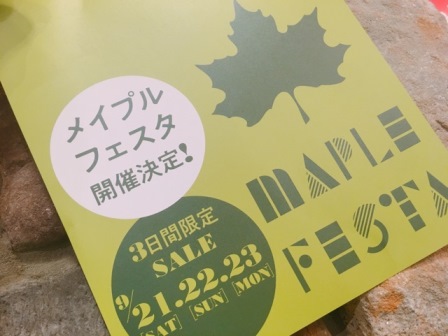 メイプル
フェスタ
開催決定!
MAPLE
FESTA
3日間限定
SALE
9/21.22.23
[SAT] [SUN] [MON]